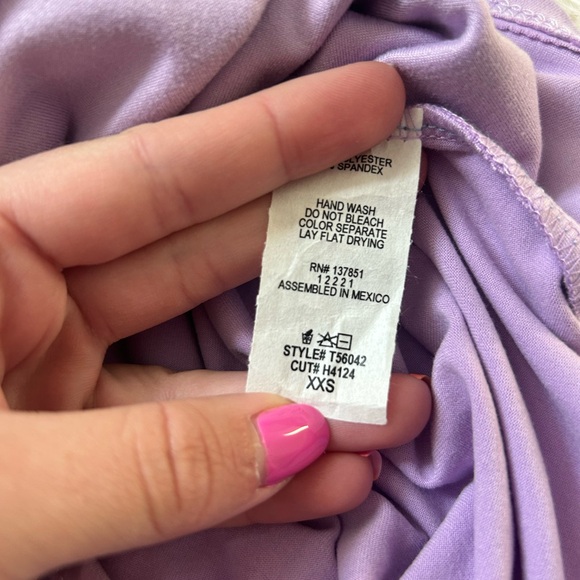 SPANDEX
HAND WASH
DO NOT BLEACH
COLOR SEPARATE
LAY FLAT DRYING
RN# 137851
12221
ASSEMBLED IN MEXICO
STYLE# T56042
CUT# H4124
XXS